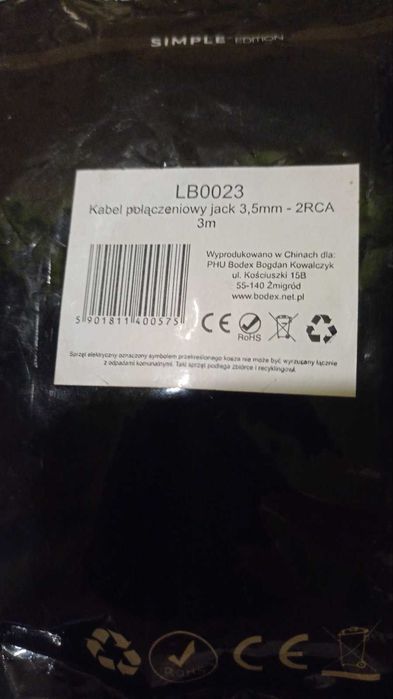 SIMPLE EDITION
LB0023
Kabel połączeniowy jack 3,5mm - 2RCA
3m
Wyprodukowano w Chinach dla:
PHU Bodex Bogdan Kowalczyk
ul. Kościuszki 15B
55-140 Żmigród
www.bodex.net.pl
5 901811 400575
CE
RoHS
Sprzęt elektryczny oznaczony symbolem przekreślonego kosza nie może być wyrzucany łącznie
z odpadami komunalnymi. Taki sprzęt podlega zbiórce i recyklingowi.
RoHS CE